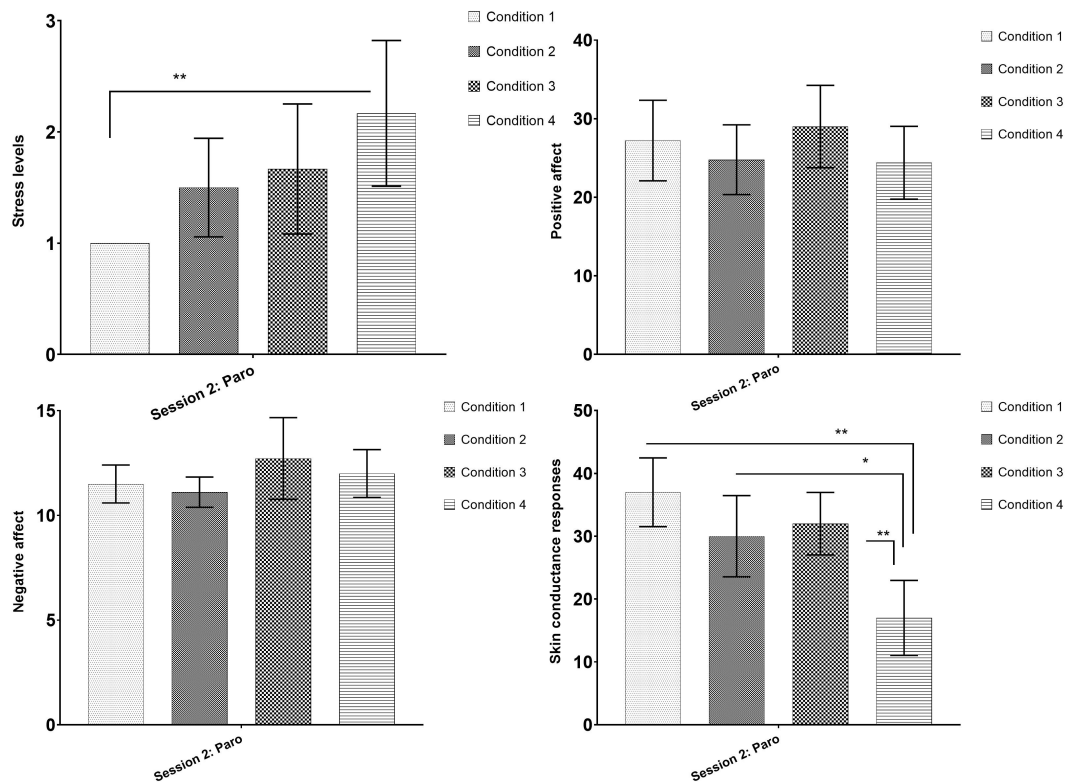 Stress levels
3
2
1
0
**
Session 2: Paro
Condition 1
Condition 2
Condition 3
Condition 4
Positive affect
40
30
20
10
0
Session 2: Paro
Condition 1
Condition 2
Condition 3
Condition 4
Negative affect
15
10
5
0
Session 2: Paro
Condition 1
Condition 2
Condition 3
Condition 4
Skin conductance responses
50
40
30
20
10
0
**
*
**
Session 2: Paro
Condition 1
Condition 2
Condition 3
Condition 4